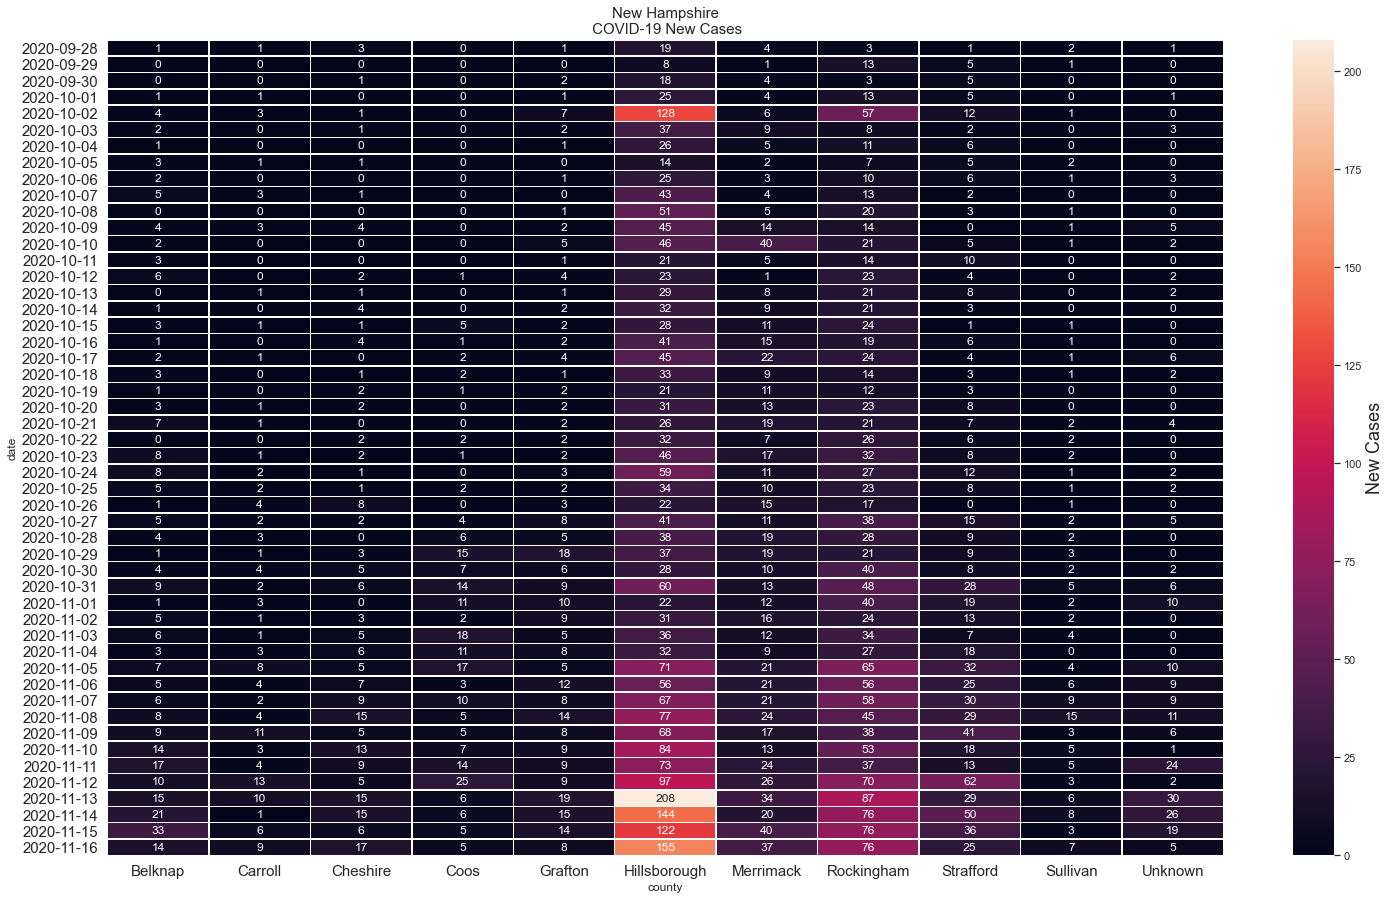 New Hampshire
COVID-19 New Cases
2020-09-28 1 1 3 0 1 19 4 3 1 2 1
2020-09-29 0 0 0 0 0 8 1 13 5 1 0
2020-09-30 0 0 1 0 2 18 4 3 5 0 0
2020-10-01 1 1 0 0 1 25 4 13 5 0 1
2020-10-02 4 3 1 0 7 128 6 57 12 1 0
2020-10-03 2 0 1 0 2 37 9 8 2 0 3
2020-10-04 1 0 0 0 1 26 5 11 6 0 0
2020-10-05 3 1 1 0 0 14 2 7 5 2 0
2020-10-06 2 0 0 0 1 25 3 10 6 1 3
2020-10-07 5 3 1 0 0 43 4 13 2 0 0
2020-10-08 0 0 0 0 1 51 5 20 3 1 0
2020-10-09 4 3 4 0 2 45 14 14 0 1 5
2020-10-10 2 0 0 0 5 46 40 21 5 1 2
2020-10-11 3 0 0 0 1 21 5 14 10 0 0
2020-10-12 6 0 2 1 4 23 1 23 4 0 2
2020-10-13 0 1 1 0 1 29 8 21 8 0 2
2020-10-14 1 0 4 0 2 32 9 21 3 0 0
2020-10-15 3 1 1 5 2 28 11 24 1 1 0
2020-10-16 1 0 4 1 2 41 15 19 6 1 0
2020-10-17 2 1 0 2 4 45 22 24 4 1 6
2020-10-18 3 0 1 2 1 33 9 14 3 1 2
2020-10-19 1 0 2 1 2 21 11 12 3 0 0
2020-10-20 3 1 2 0 2 31 13 23 8 0 0
2020-10-21 7 1 0 0 2 26 19 21 7 2 4
2020-10-22 0 0 2 2 2 32 7 26 6 2 0
2020-10-23 8 1 2 1 2 46 17 32 8 2 0
2020-10-24 8 2 1 0 3 59 11 27 12 1 2
2020-10-25 5 2 1 2 2 34 10 23 8 1 2
2020-10-26 1 4 8 0 3 22 15 17 0 1 0
2020-10-27 5 2 2 4 8 41 11 38 15 2 5
2020-10-28 4 3 0 6 5 38 19 28 9 2 0
2020-10-29 1 1 3 15 18 37 19 21 9 3 0
2020-10-30 4 4 5 7 6 28 10 40 8 2 2
2020-10-31 9 2 6 14 9 60 13 48 28 5 6
2020-11-01 1 3 0 11 10 22 12 40 19 2 10
2020-11-02 5 1 3 2 9 31 16 24 13 2 0
2020-11-03 6 1 5 18 5 36 12 34 7 4 0
2020-11-04 3 3 6 11 8 32 9 27 18 0 0
2020-11-05 7 8 5 17 5 71 21 65 32 4 10
2020-11-06 5 4 7 3 12 56 21 56 25 6 9
2020-11-07 6 2 9 10 8 67 21 58 30 9 9
2020-11-08 8 4 15 5 14 77 24 45 29 15 11
2020-11-09 9 11 5 5 8 68 17 38 41 3 6
2020-11-10 14 3 13 7 9 84 13 53 18 5 1
2020-11-11 17 4 9 14 9 73 24 37 13 5 24
2020-11-12 10 13 5 25 9 97 26 70 62 3 2
2020-11-13 15 10 15 6 19 208 34 87 29 6 30
2020-11-14 21 1 15 6 15 144 20 76 50 8 26
2020-11-15 33 6 6 5 14 122 40 76 36 3 19
2020-11-16 14 9 17 5 8 155 37 76 25 7 5
Belknap Carroll Cheshire Coos Grafton Hillsborough Merrimack Rockingham Strafford Sullivan Unknown
county
date
200
175
150
125
100
75
50
25
0
New Cases